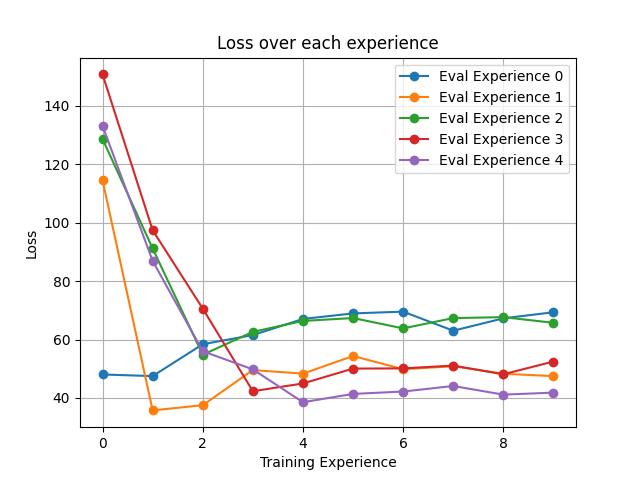 Loss over each experience
Eval Experience 0
Eval Experience 1
Eval Experience 2
Eval Experience 3
Eval Experience 4
Loss
140
120
100
80
60
40
0 2 4 6 8
Training Experience